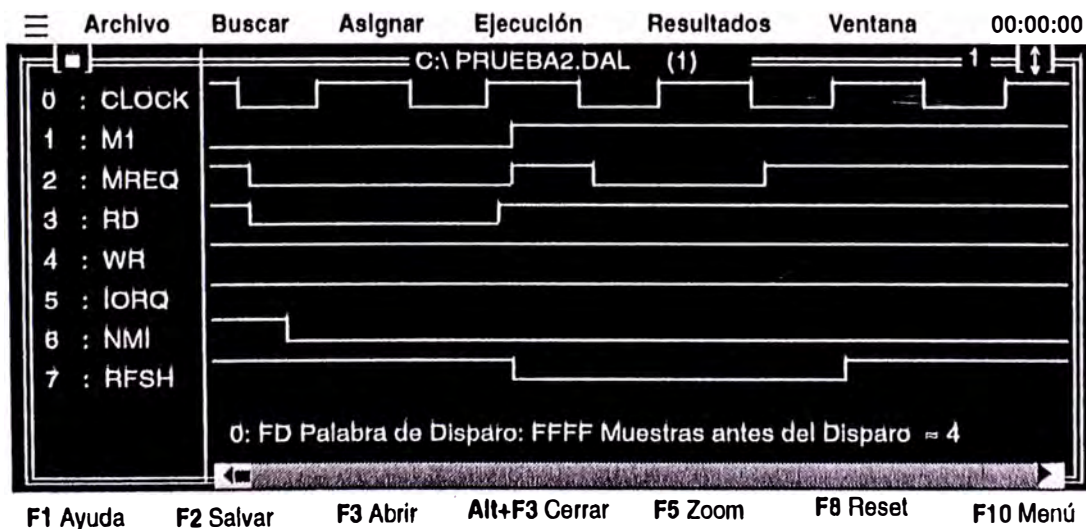 ☰ Archivo Buscar Asignar Ejecución Resultados Ventana 00:00:00
C:\ PRUEBA2.DAL (1) 1
0 : CLOCK
1 : M1
2 : MREQ
3 : RD
4 : WR
5 : IORQ
6 : NMI
7 : RFSH
0: FD Palabra de Disparo: FFFF Muestras antes del Disparo = 4
F1 Ayuda F2 Salvar F3 Abrir Alt+F3 Cerrar F5 Zoom F8 Reset F10 Menú